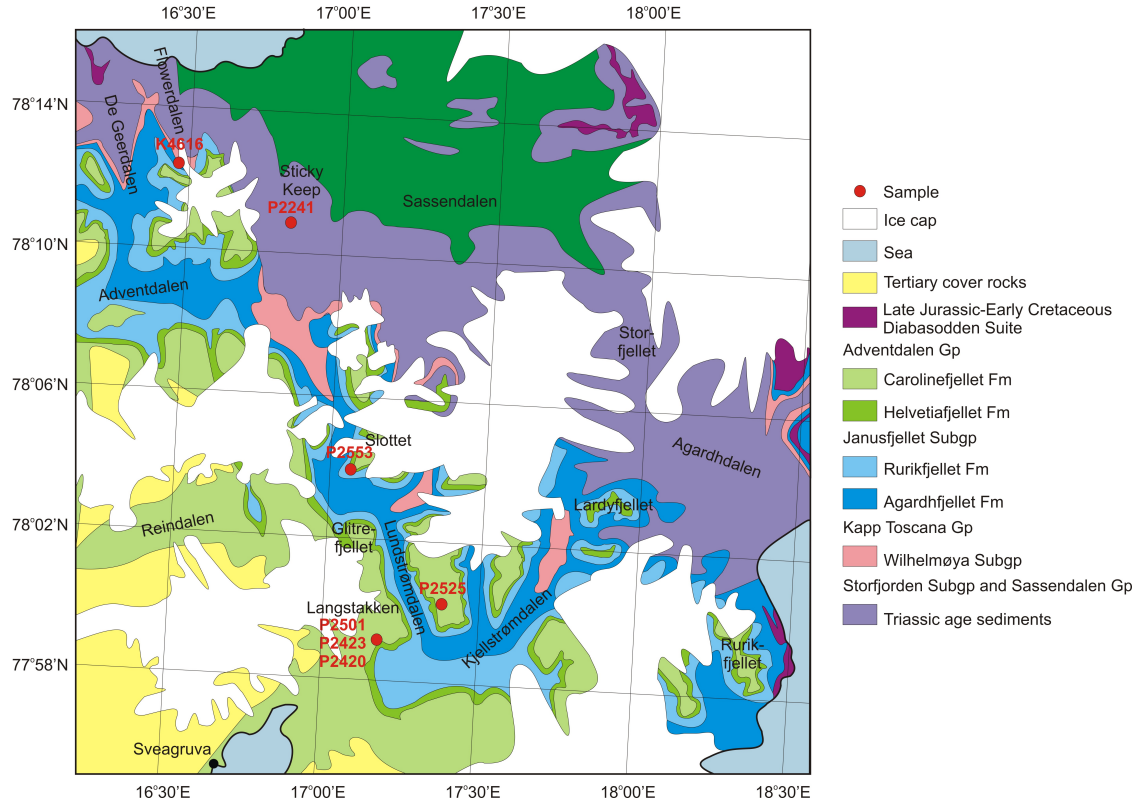 16°30'E 17°00'E 17°30'E 18°00'E
78°14'N
78°10'N
78°06'N
78°02'N
77°58'N
Flowerdalen
De Geerdalen
K4616
Sticky
Keep
P2241
Sassendalen
Adventdalen
Stor-
fjellet
Slottet
P2553
Agardhdalen
Reindalen
Glitre-
fjellet
Lundstrømdalen
Lardyfjellet
P2525
Langstakken
P2501
P2423
P2420
Kjellstrømdalen
Rurik-
fjellet
Sveagruva
16°30'E 17°00'E 17°30'E 18°00'E 18°30'E
Sample
Ice cap
Sea
Tertiary cover rocks
Late Jurassic-Early Cretaceous
Diabasodden Suite
Adventdalen Gp
Carolinefjellet Fm
Helvetiafjellet Fm
Janusfjellet Subgp
Rurikfjellet Fm
Agardhfjellet Fm
Kapp Toscana Gp
Wilhelmøya Subgp
Storfjorden Subgp and Sassendalen Gp
Triassic age sediments